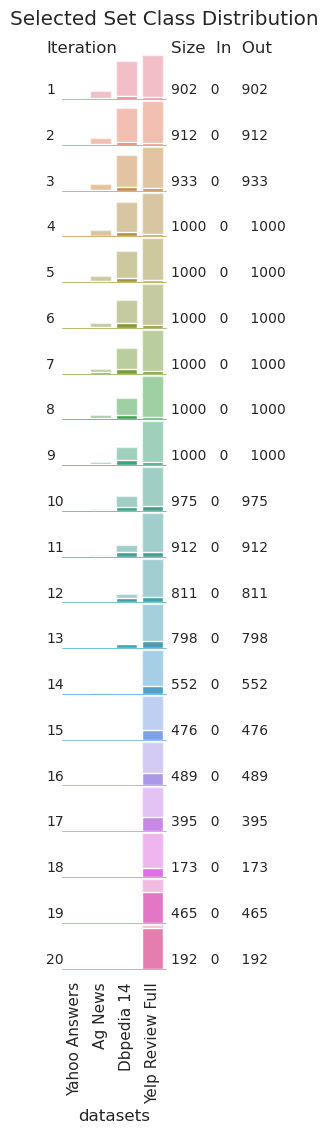 Selected Set Class Distribution
Iteration Size In Out
1 902 0 902
2 912 0 912
3 933 0 933
4 1000 0 1000
5 1000 0 1000
6 1000 0 1000
7 1000 0 1000
8 1000 0 1000
9 1000 0 1000
10 975 0 975
11 912 0 912
12 811 0 811
13 798 0 798
14 552 0 552
15 476 0 476
16 489 0 489
17 395 0 395
18 173 0 173
19 465 0 465
20 192 0 192
Yahoo Answers
Ag News
Dbpedia 14
Yelp Review Full
datasets